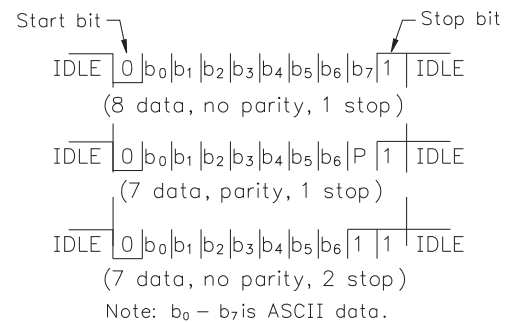 Start bit Stop bit
IDLE 0 b₀ b₁ b₂ b₃ b₄ b₅ b₆ b₇ 1 IDLE
(8 data, no parity, 1 stop)
IDLE 0 b₀ b₁ b₂ b₃ b₄ b₅ b₆ P 1 IDLE
(7 data, parity, 1 stop)
IDLE 0 b₀ b₁ b₂ b₃ b₄ b₅ b₆ 1 1 IDLE
(7 data, no parity, 2 stop)
Note: b₀ – b₇ is ASCII data.